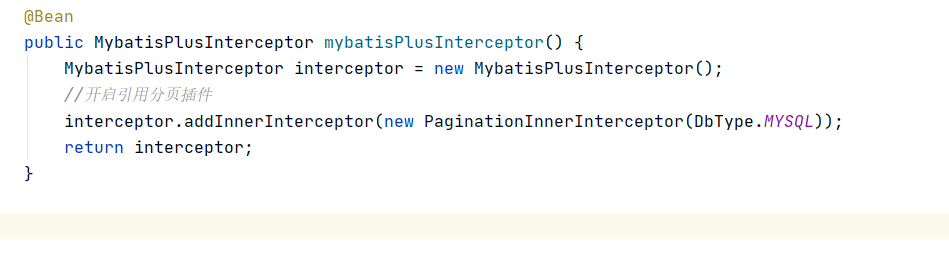 @Bean
public MybatisPlusInterceptor mybatisPlusInterceptor() {
    MybatisPlusInterceptor interceptor = new MybatisPlusInterceptor();
    //开启引用分页插件
    interceptor.addInnerInterceptor(new PaginationInnerInterceptor(DbType.MYSQL));
    return interceptor;
}